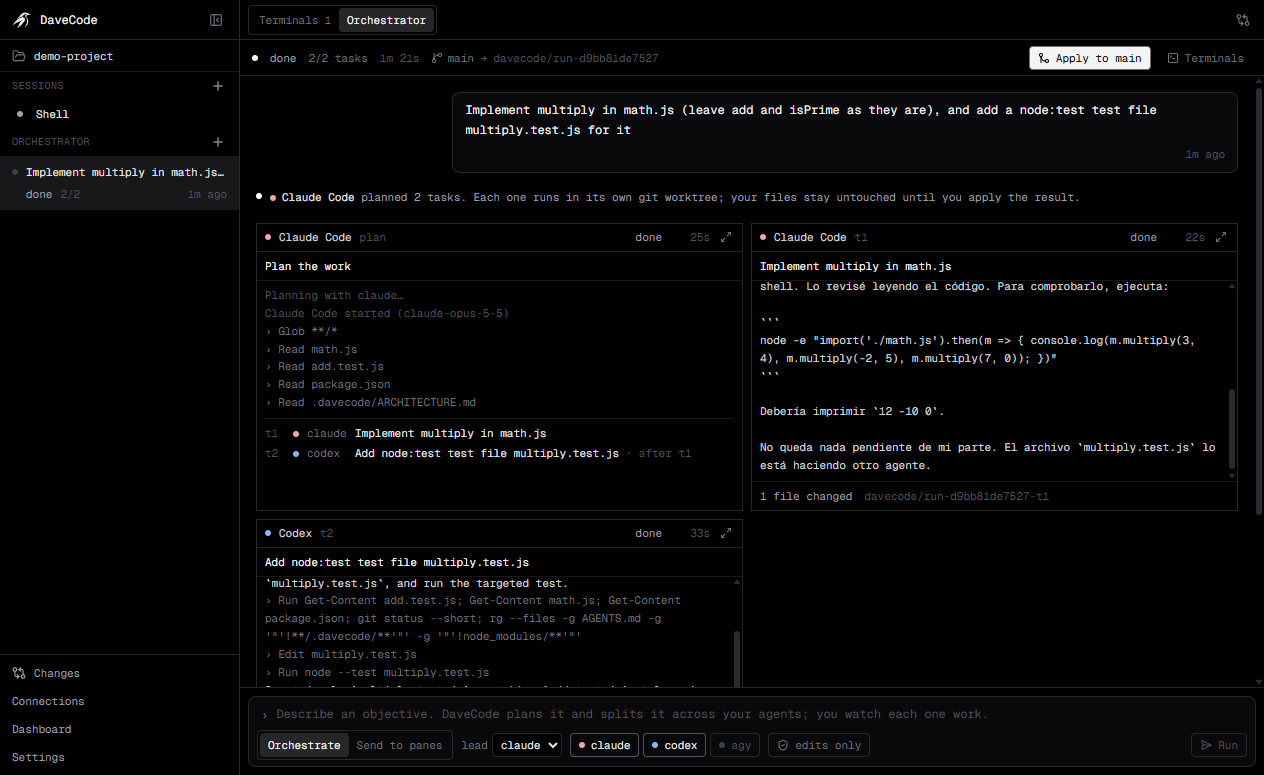 DaveCode
Terminals 1 Orchestrator
demo-project
done 2/2 tasks 1m 21s main → davecode/run-d9bb81de7527
Apply to main
Terminals
SESSIONS +
Shell
ORCHESTRATOR +
Implement multiply in math.js…
done 2/2 1m ago
Implement multiply in math.js (leave add and isPrime as they are), and add a node:test test file
multiply.test.js for it
1m ago
Claude Code planned 2 tasks. Each one runs in its own git worktree; your files stay untouched until you apply the result.
Claude Code plan done 25s
Plan the work
Planning with claude…
Claude Code started (claude-opus-5-5)
› Glob **/*
› Read math.js
› Read add.test.js
› Read package.json
› Read .davecode/ARCHITECTURE.md
t1 claude Implement multiply in math.js
t2 codex Add node:test test file multiply.test.js · after t1
Claude Code t1 done 22s
Implement multiply in math.js
shell. Lo revisé leyendo el código. Para comprobarlo, ejecuta:
```
node -e "import('./math.js').then(m => { console.log(m.multiply(3,
4), m.multiply(-2, 5), m.multiply(7, 0)); })"
```
Debería imprimir `12 -10 0`.
No queda nada pendiente de mi parte. El archivo `multiply.test.js` lo
está haciendo otro agente.
1 file changed davecode/run-d9bb81de7527-t1
Codex t2 done 33s
Add node:test test file multiply.test.js
`multiply.test.js`, and run the targeted test.
› Run Get-Content add.test.js; Get-Content math.js; Get-Content
package.json; git status --short; rg --files -g AGENTS.md -g
'"'!**/.davecode/**'"' -g '"'!node_modules/**'"'
› Edit multiply.test.js
› Run node --test multiply.test.js
Changes
Connections
Dashboard
Settings
› Describe an objective. DaveCode plans it and splits it across your agents; you watch each one work.
Orchestrate Send to panes lead claude claude codex agy edits only Run